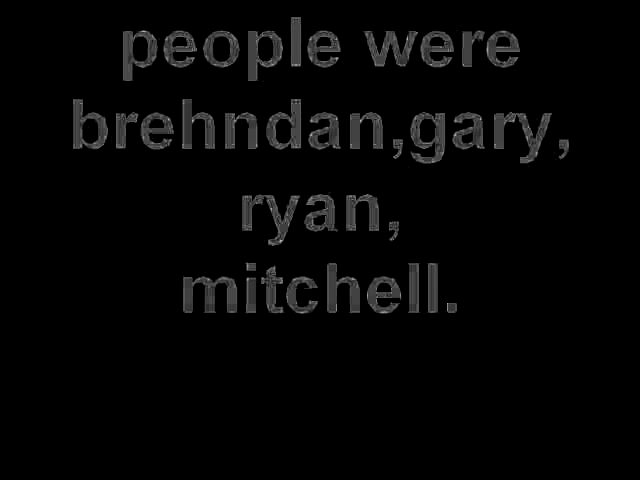 people were
brehndan,gary,
ryan,
mitchell.